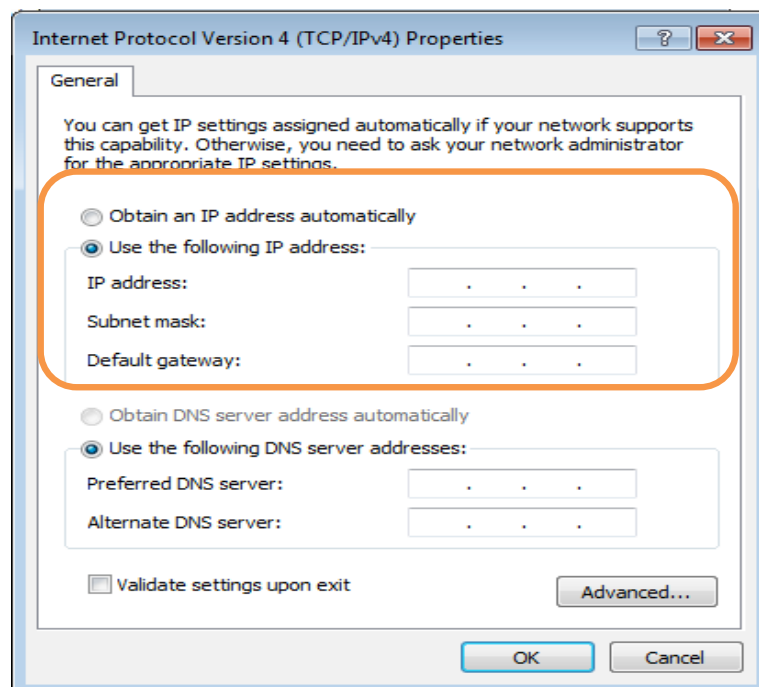 Internet Protocol Version 4 (TCP/IPv4) Properties
?
General
You can get IP settings assigned automatically if your network supports
this capability. Otherwise, you need to ask your network administrator
for the appropriate IP settings.
Obtain an IP address automatically
Use the following IP address:
IP address: . . .
Subnet mask: . . .
Default gateway: . . .
Obtain DNS server address automatically
Use the following DNS server addresses:
Preferred DNS server: . . .
Alternate DNS server: . . .
Validate settings upon exit
Advanced...
OK Cancel